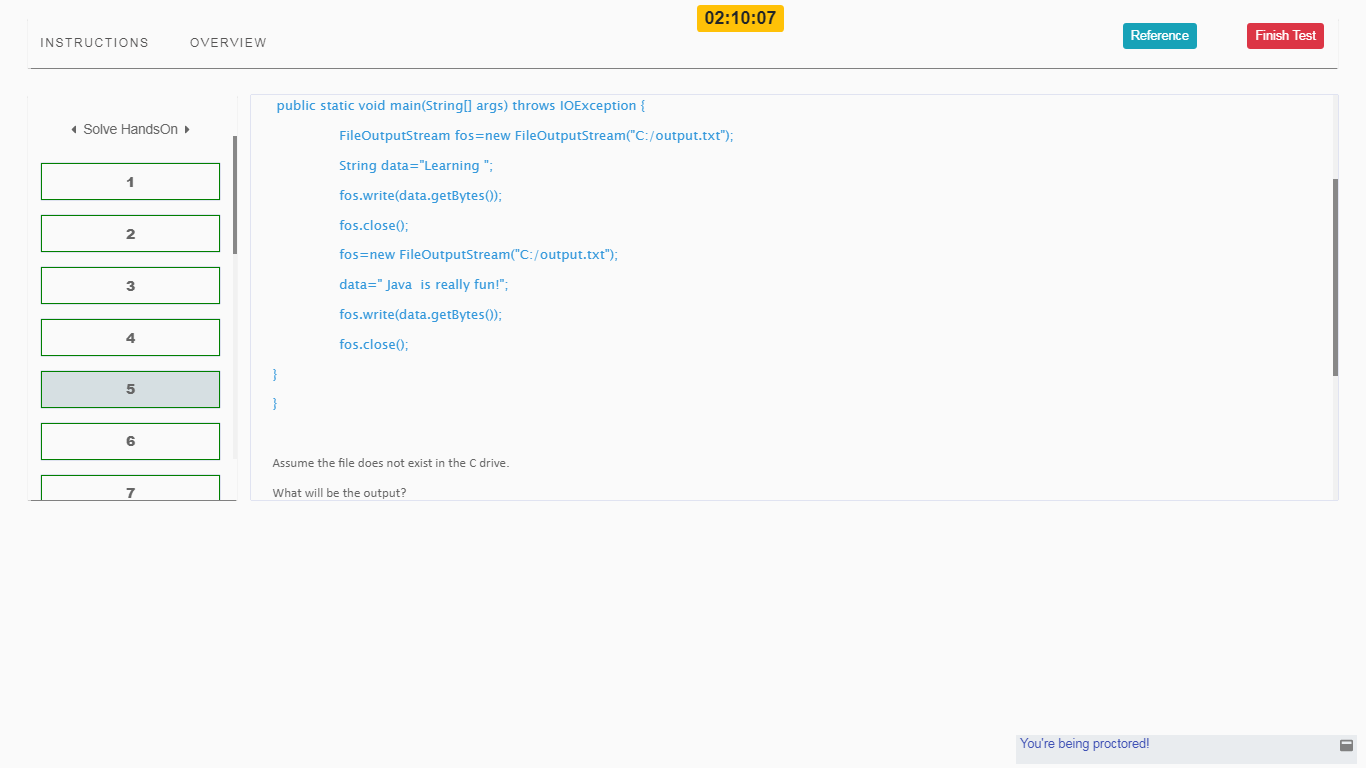 02:10:07
INSTRUCTIONS OVERVIEW
Reference Finish Test
Solve HandsOn
1
2
3
4
5
6
7
public static void main(String[] args) throws IOException {
FileOutputStream fos=new FileOutputStream("C:/output.txt");
String data="Learning ";
fos.write(data.getBytes());
fos.close();
fos=new FileOutputStream("C:/output.txt");
data=" Java  is really fun!";
fos.write(data.getBytes());
fos.close();
}
}
Assume the file does not exist in the C drive.
What will be the output?
You're being proctored!